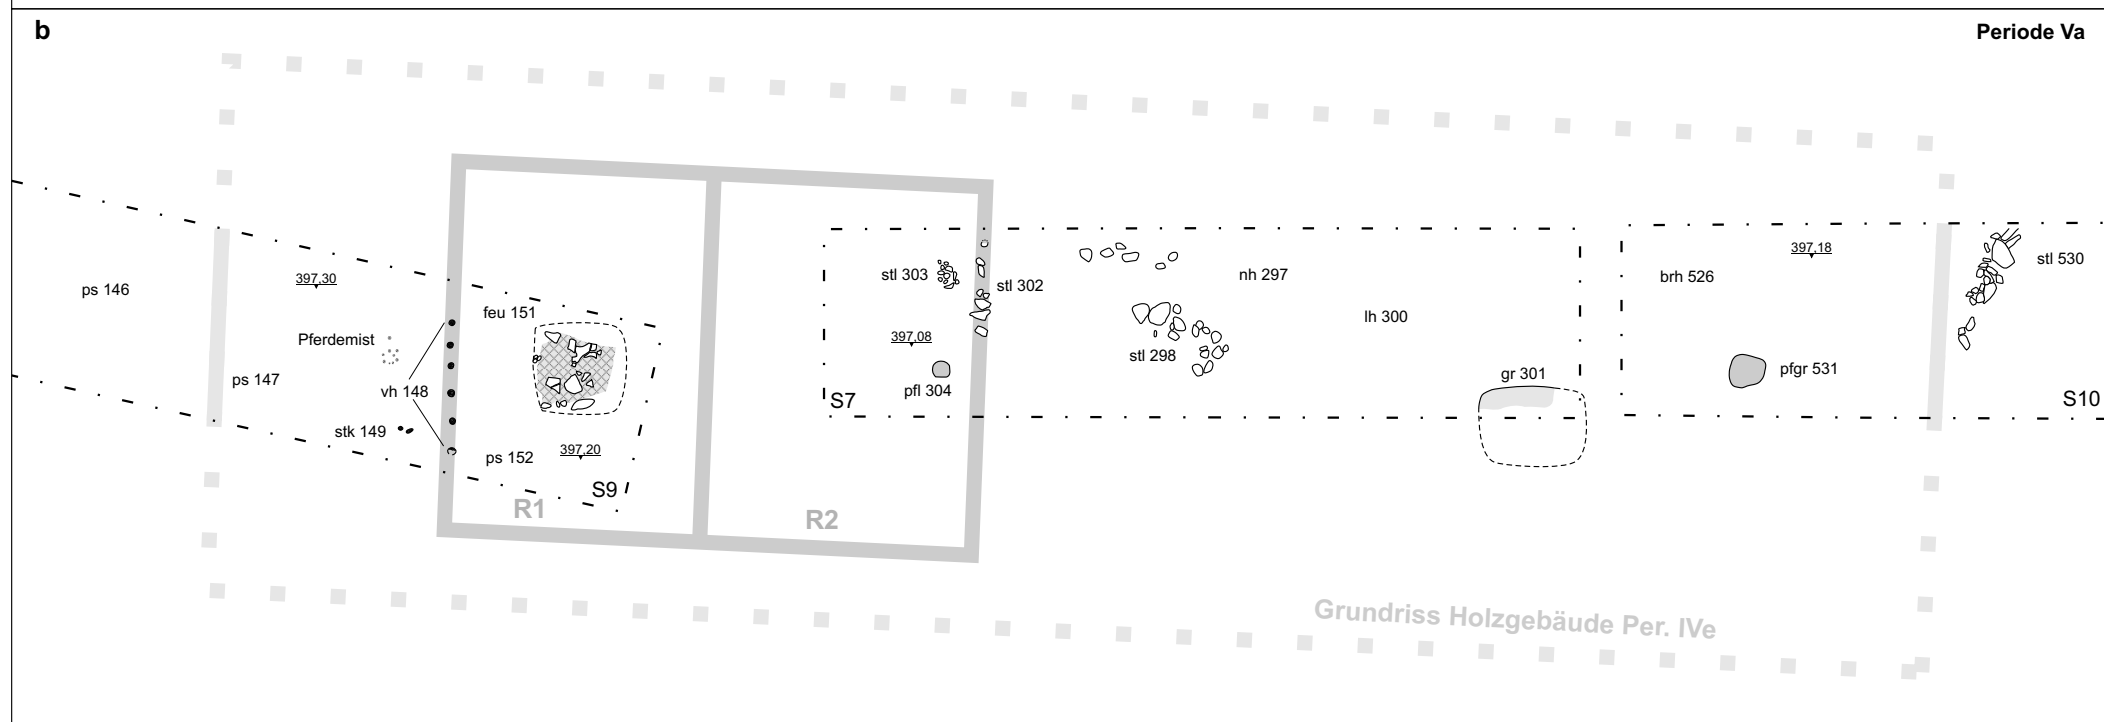 b
Periode Va
ps 146
397,30
Pferdemist
ps 147
vh 148
stk 149
feu 151
ps 152
397,20
S9
R1
R2
stl 303
stl 302
397,08
pfl 304
S7
nh 297
lh 300
stl 298
gr 301
397,18
brh 526
stl 530
pfgr 531
S10
Grundriss Holzgebäude Per. IVe